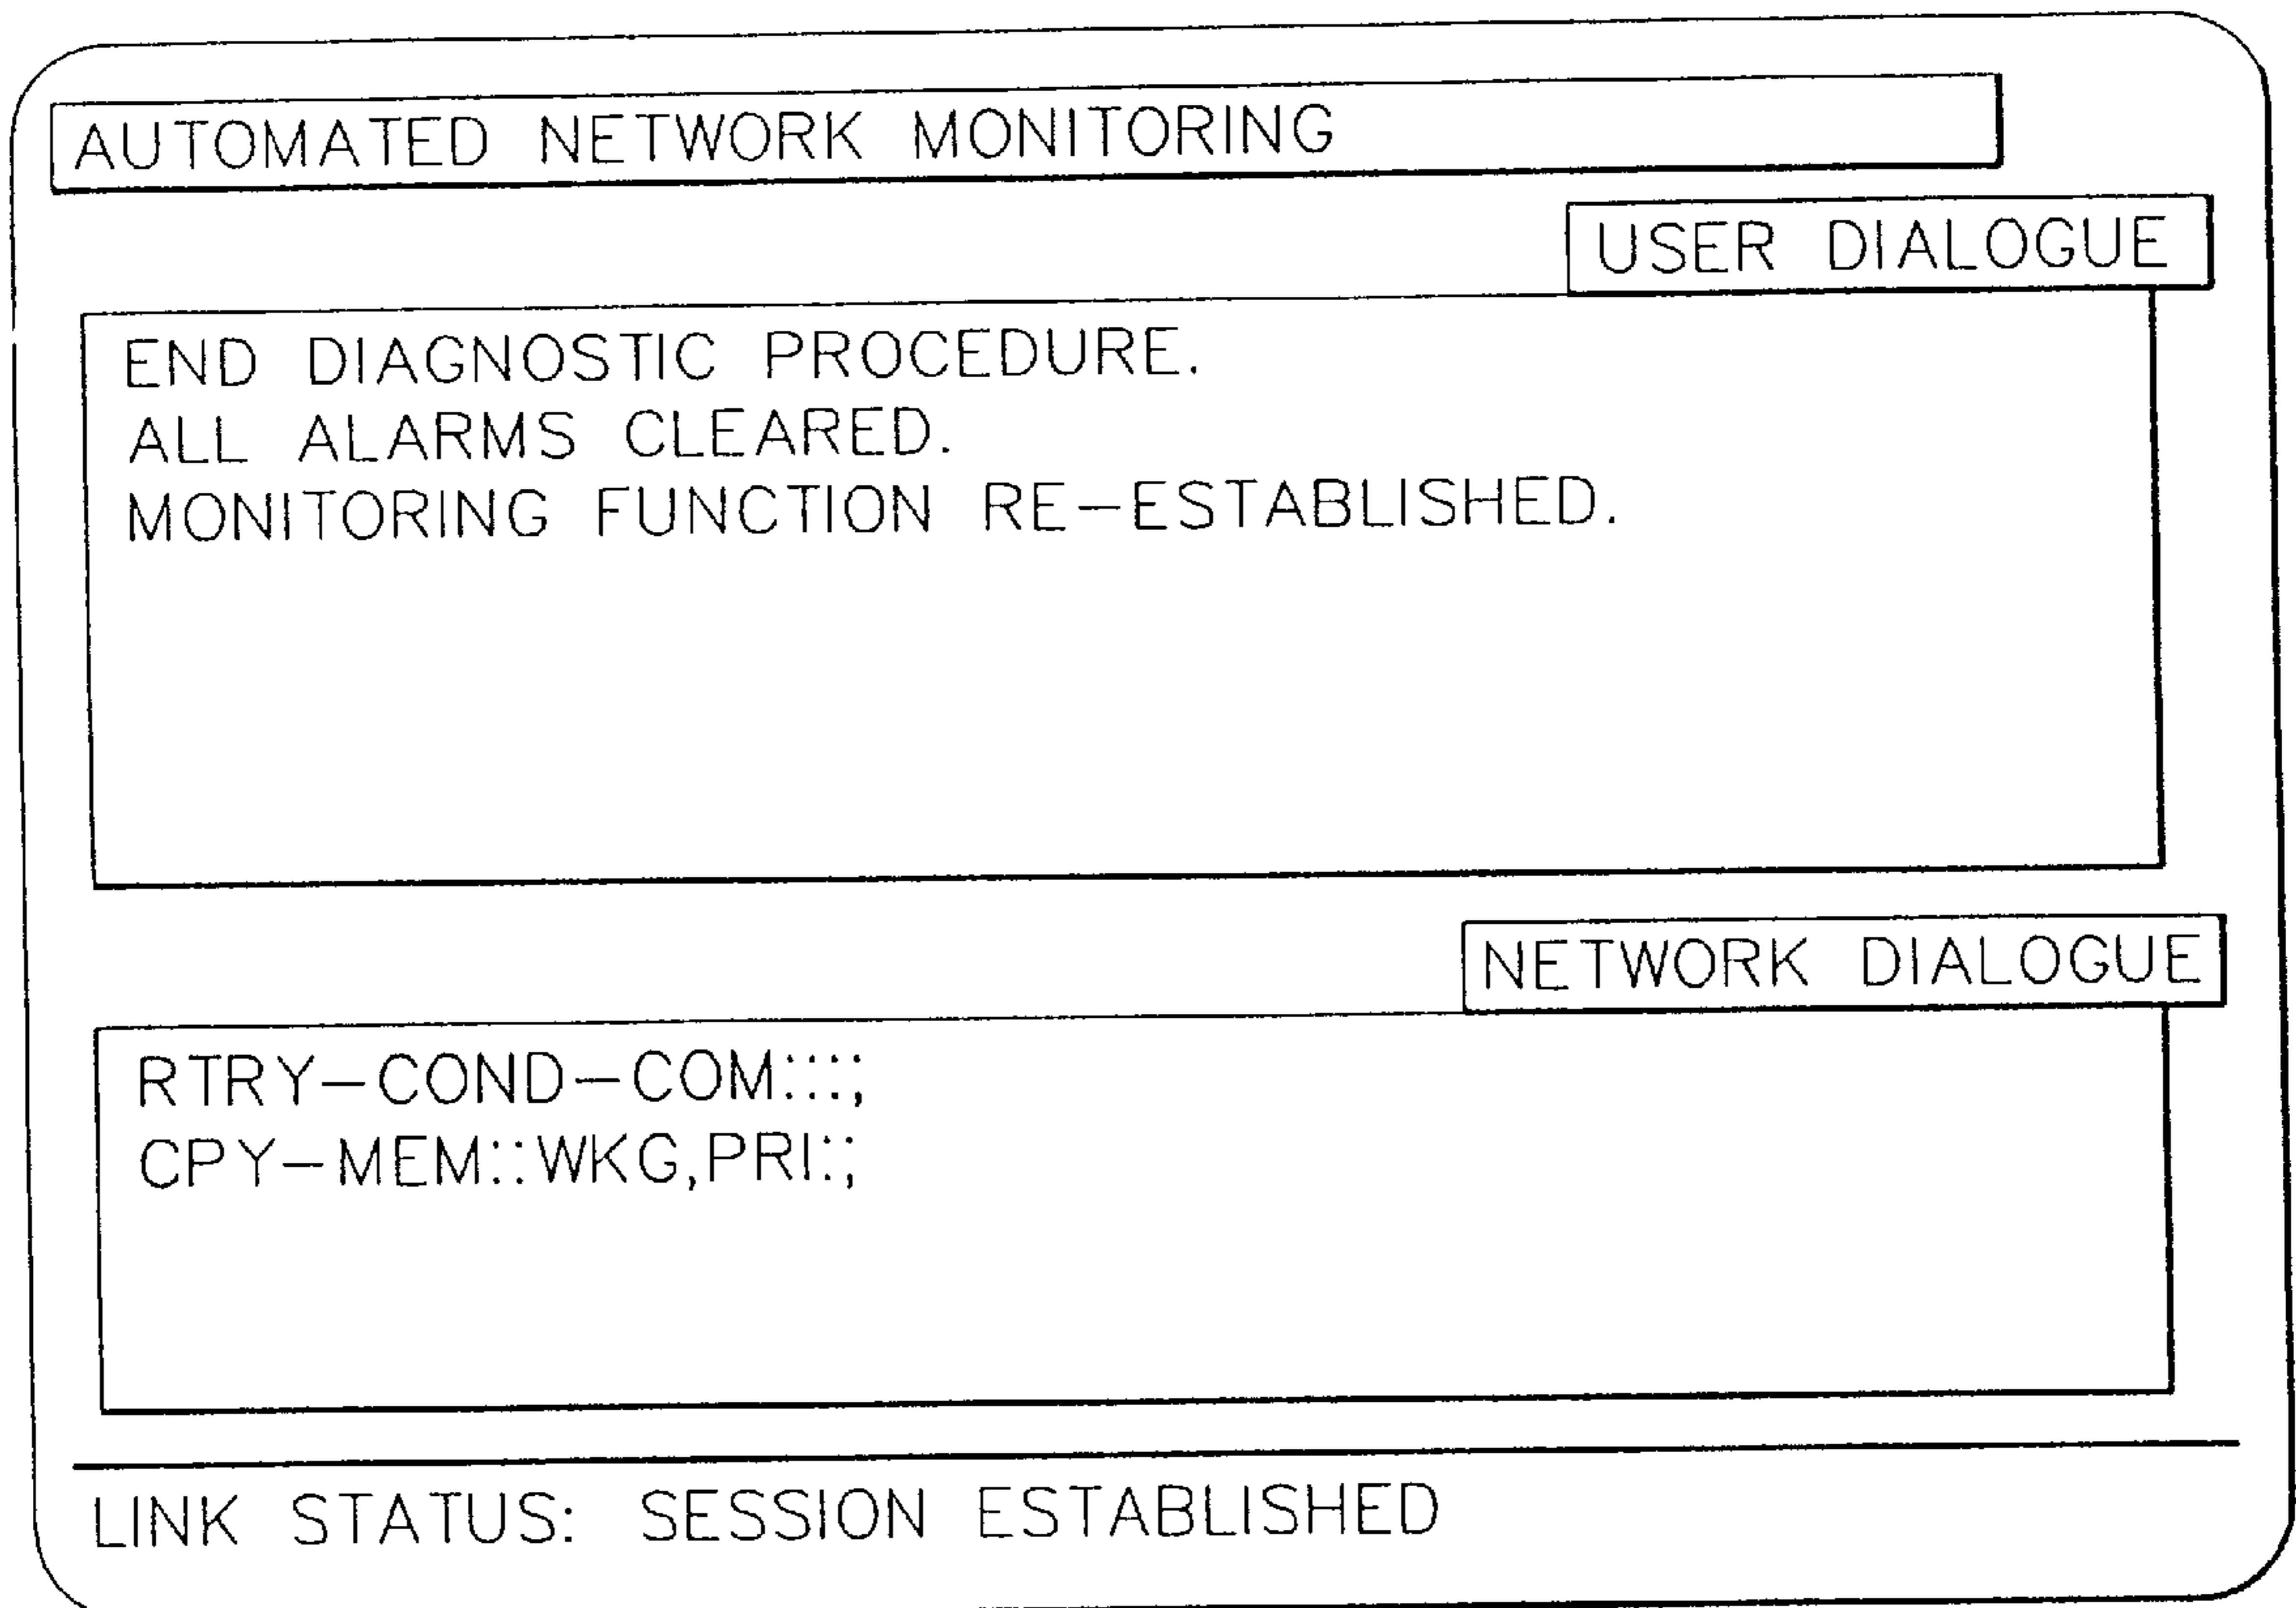 AUTOMATED NETWORK MONITORING
USER DIALOGUE
END DIAGNOSTIC PROCEDURE.
ALL ALARMS CLEARED.
MONITORING FUNCTION RE-ESTABLISHED.
NETWORK DIALOGUE
RTRY-COND-COM:::;
CPY-MEM::WKG,PRI:;
LINK STATUS: SESSION ESTABLISHED